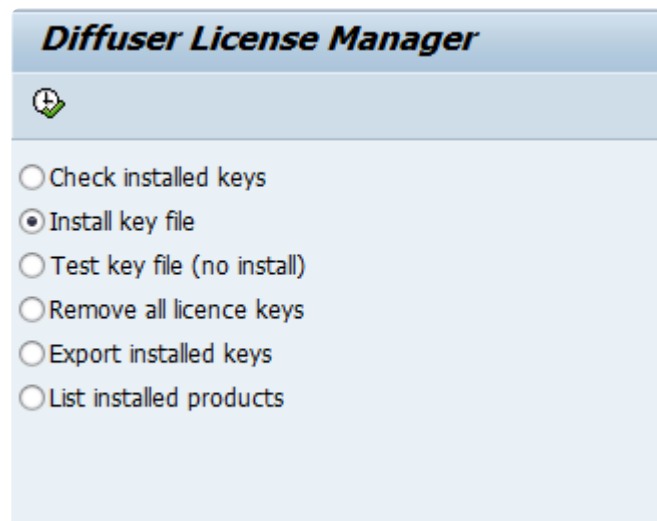 Diffuser License Manager
Check installed keys
Install key file
Test key file (no install)
Remove all licence keys
Export installed keys
List installed products